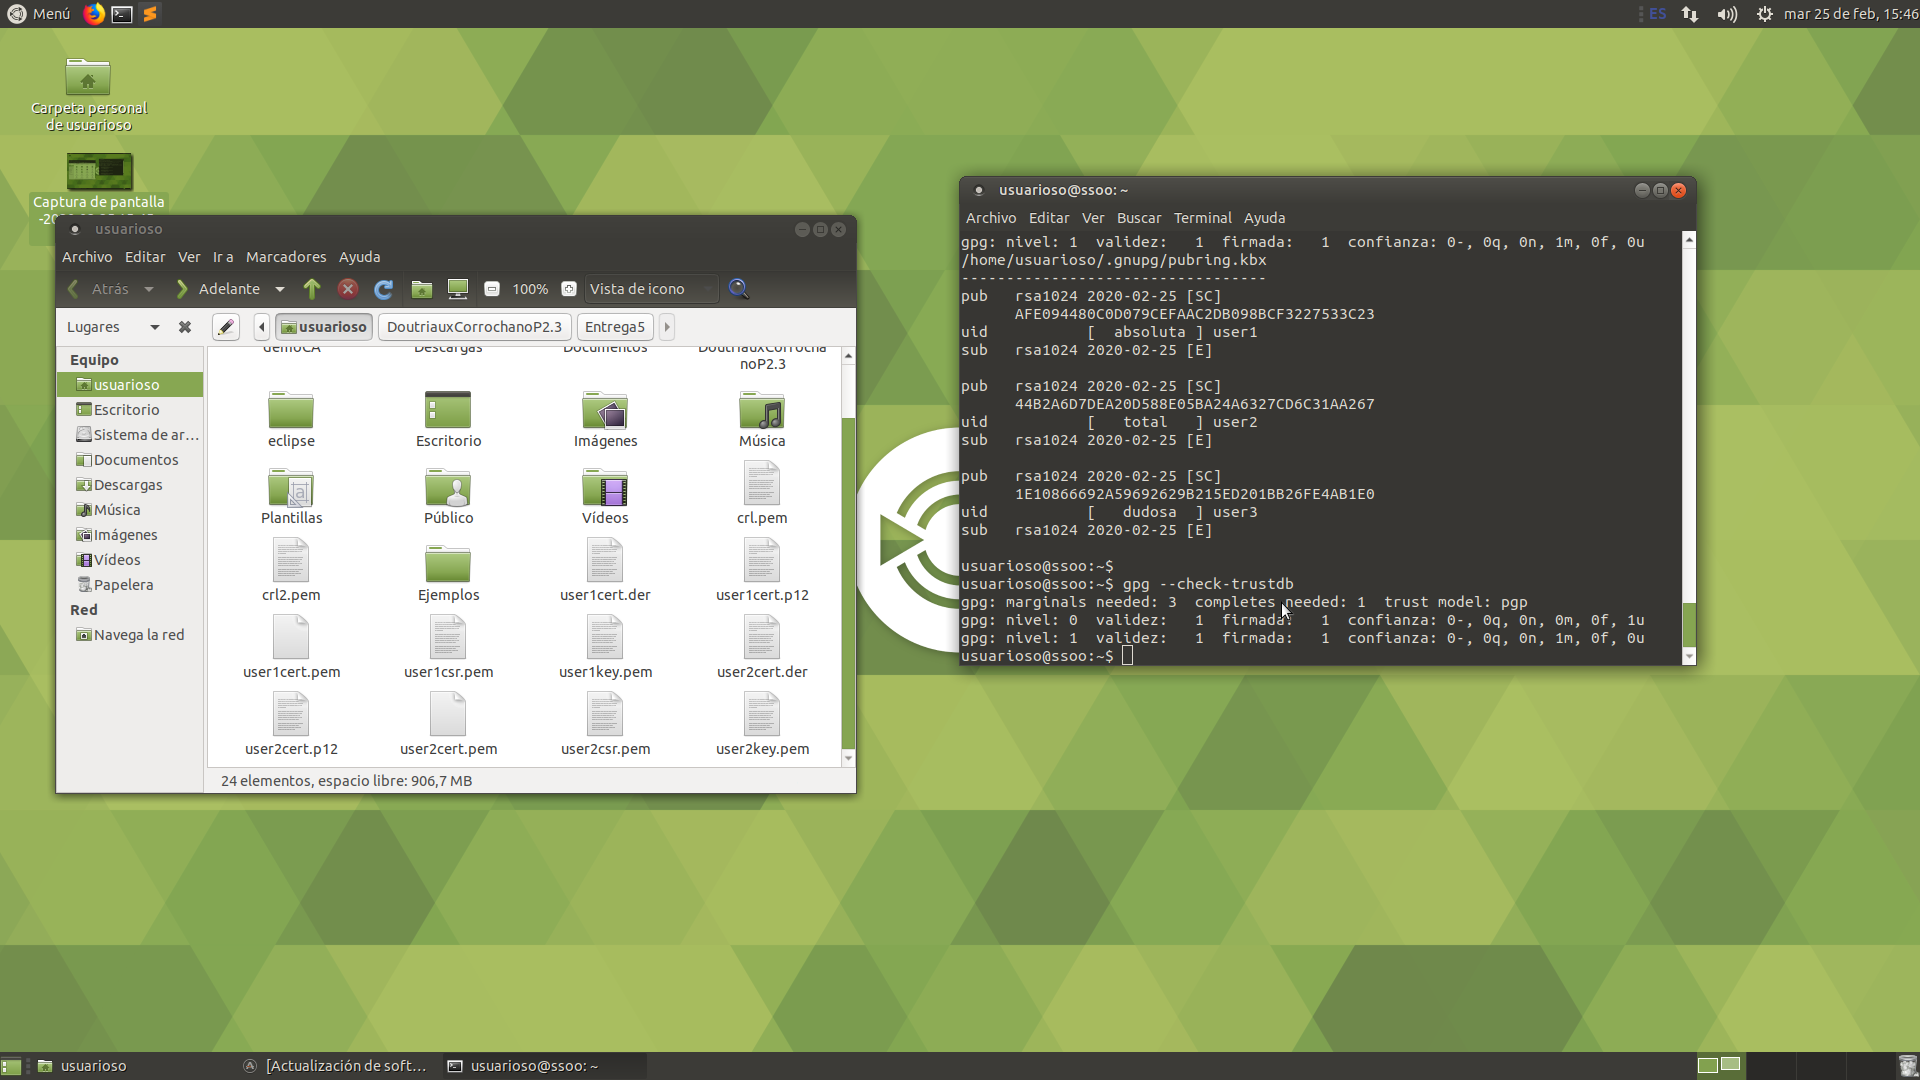 Menú
ES
mar 25 de feb, 15:46
Carpeta personal
de usuarioso
Captura de pantalla
usuarioso
Archivo Editar Ver Ir a Marcadores Ayuda
Atrás Adelante 100% Vista de icono
Lugares usuarioso DoutriauxCorrochanoP2.3 Entrega5
Equipo
usuarioso
Escritorio
Sistema de ar...
Documentos
Descargas
Música
Imágenes
Vídeos
Papelera
Red
Navega la red
demoCA Descargas Documentos DoutriauxCorrocha
noP2.3
eclipse Escritorio Imágenes Música
Plantillas Público Vídeos crl.pem
crl2.pem Ejemplos user1cert.der user1cert.p12
user1cert.pem user1csr.pem user1key.pem user2cert.der
user2cert.p12 user2cert.pem user2csr.pem user2key.pem
24 elementos, espacio libre: 906,7 MB
usuarioso@ssoo: ~
Archivo Editar Ver Buscar Terminal Ayuda
gpg: nivel: 1  validez:   1  firmada:   1  confianza: 0-, 0q, 0n, 1m, 0f, 0u
/home/usuarioso/.gnupg/pubring.kbx
----------------------------------
pub   rsa1024 2020-02-25 [SC]
      AFE094480C0D079CEFAAC2DB098BCF3227533C23
uid           [  absoluta ] user1
sub   rsa1024 2020-02-25 [E]
pub   rsa1024 2020-02-25 [SC]
      44B2A6D7DEA20D588E05BA24A6327CD6C31AA267
uid           [   total   ] user2
sub   rsa1024 2020-02-25 [E]
pub   rsa1024 2020-02-25 [SC]
      1E10866692A59692629B215ED201BB26FE4AB1E0
uid           [   dudosa  ] user3
sub   rsa1024 2020-02-25 [E]
usuarioso@ssoo:~$
usuarioso@ssoo:~$ gpg --check-trustdb
gpg: marginals needed: 3  completes needed: 1  trust model: pgp
gpg: nivel: 0  validez:   1  firmada:   1  confianza: 0-, 0q, 0n, 0m, 0f, 1u
gpg: nivel: 1  validez:   1  firmada:   1  confianza: 0-, 0q, 0n, 1m, 0f, 0u
usuarioso@ssoo:~$
usuarioso
[Actualización de soft...
usuarioso@ssoo: ~